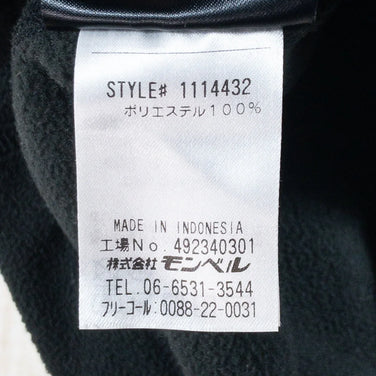 STYLE# 1114432
ポリエステル100%
MADE IN INDONESIA
工場No. 492340301
株式会社 モンベル
TEL.06-6531-3544
フリーコール:0088-22-0031